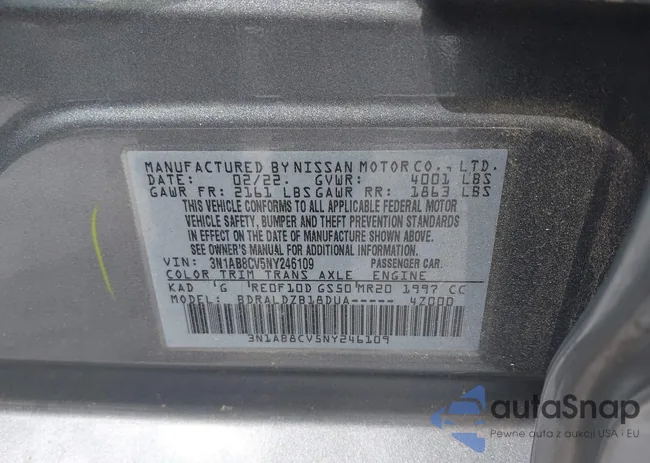 MANUFACTURED BY NISSAN MOTOR CO., LTD.
DATE: 02/22. GVWR: 4001 LBS
GAWR FR: 2161 LBS GAWR RR: 1863 LBS
THIS VEHICLE CONFORMS TO ALL APPLICABLE FEDERAL MOTOR
VEHICLE SAFETY, BUMPER AND THEFT PREVENTION STANDARDS
IN EFFECT ON THE DATE OF MANUFACTURE SHOWN ABOVE.
SEE OWNER'S MANUAL FOR ADDITIONAL INFORMATION.
VIN: 3N1AB8CV5NY246109 PASSENGER CAR.
COLOR TRIM TRANS AXLE ENGINE
KAD 'G 'RE0F10D GS50'MR20 1997 CC
MODEL: BDRALDZB18DUA----- 4Z000
3N1AB8CV5NY246109
autaSnap
Pewne auta z aukcji USA i EU